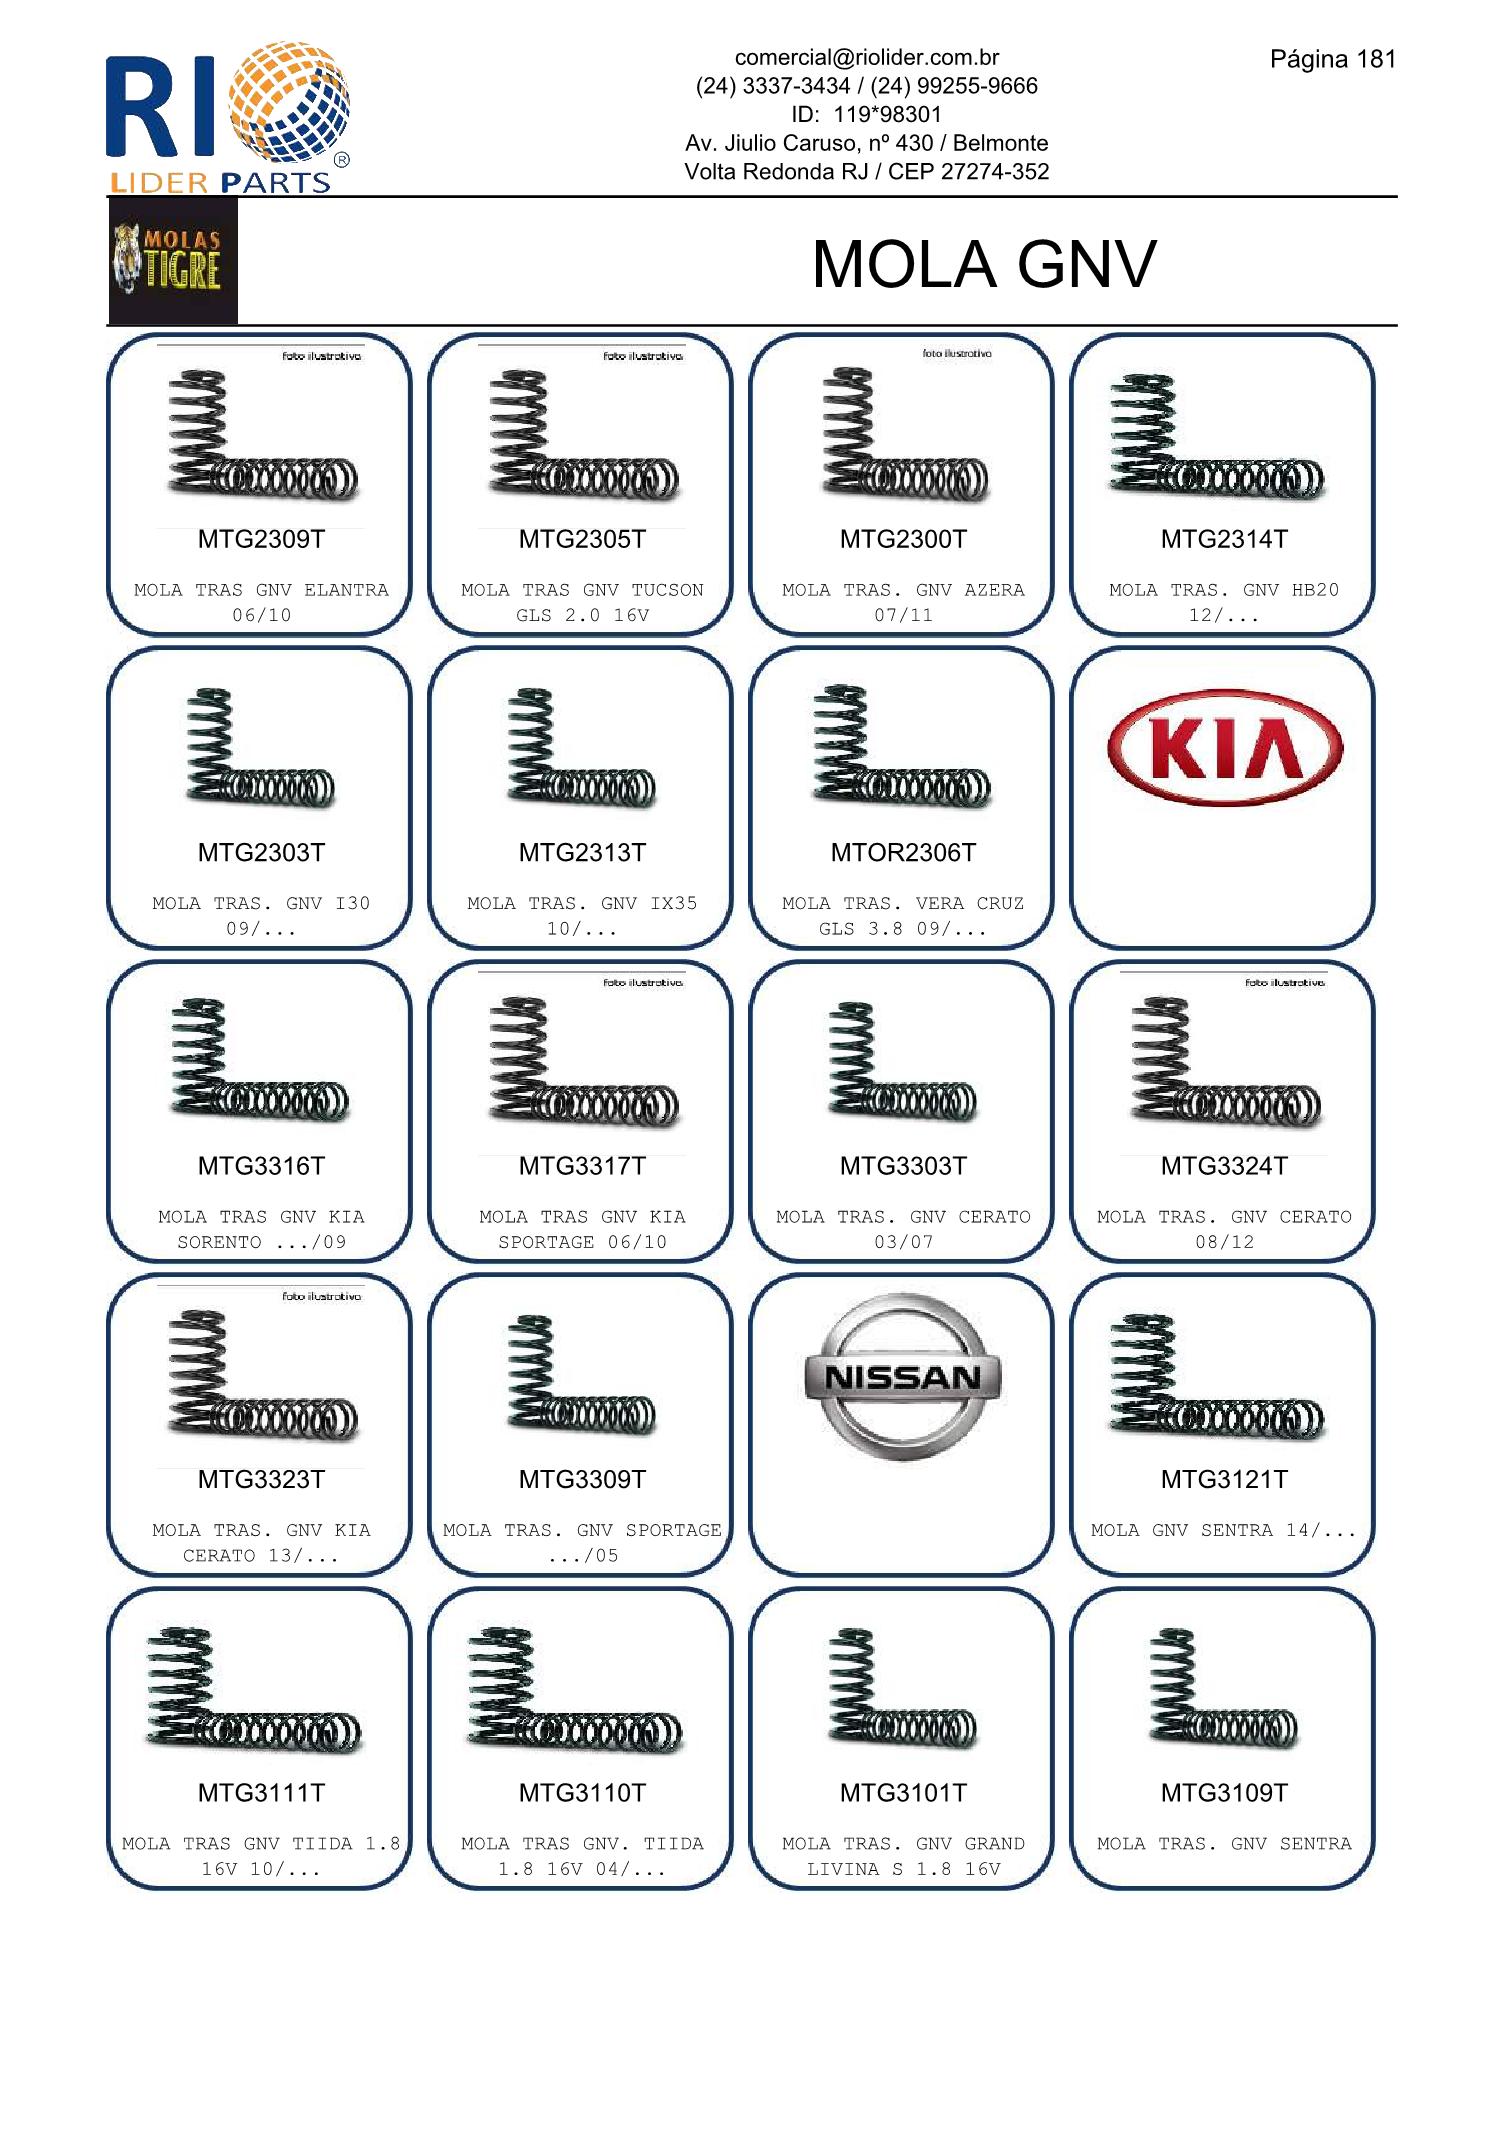 RIO
®
LIDER PARTS
comercial@riolider.com.br
(24) 3337-3434 / (24) 99255-9666
ID: 119*98301
Av. Jiulio Caruso, nº 430 / Belmonte
Volta Redonda RJ / CEP 27274-352
Página 181
MOLAS
TIGRE
MOLA GNV
foto ilustrativa
MTG2309T
MOLA TRAS GNV ELANTRA
06/10
foto ilustrativa
MTG2305T
MOLA TRAS GNV TUCSON
GLS 2.0 16V
foto ilustrativa
MTG2300T
MOLA TRAS. GNV AZERA
07/11
MTG2314T
MOLA TRAS. GNV HB20
12/...
MTG2303T
MOLA TRAS. GNV I30
09/...
MTG2313T
MOLA TRAS. GNV IX35
10/...
MTOR2306T
MOLA TRAS. VERA CRUZ
GLS 3.8 09/...
KIA
MTG3316T
MOLA TRAS GNV KIA
SORENTO .../09
foto ilustrativa
MTG3317T
MOLA TRAS GNV KIA
SPORTAGE 06/10
MTG3303T
MOLA TRAS. GNV CERATO
03/07
foto ilustrativa
MTG3324T
MOLA TRAS. GNV CERATO
08/12
foto ilustrativa
MTG3323T
MOLA TRAS. GNV KIA
CERATO 13/...
MTG3309T
MOLA TRAS. GNV SPORTAGE
.../05
NISSAN
MTG3121T
MOLA GNV SENTRA 14/...
MTG3111T
MOLA TRAS GNV TIIDA 1.8
16V 10/...
MTG3110T
MOLA TRAS GNV. TIIDA
1.8 16V 04/...
MTG3101T
MOLA TRAS. GNV GRAND
LIVINA S 1.8 16V
MTG3109T
MOLA TRAS. GNV SENTRA